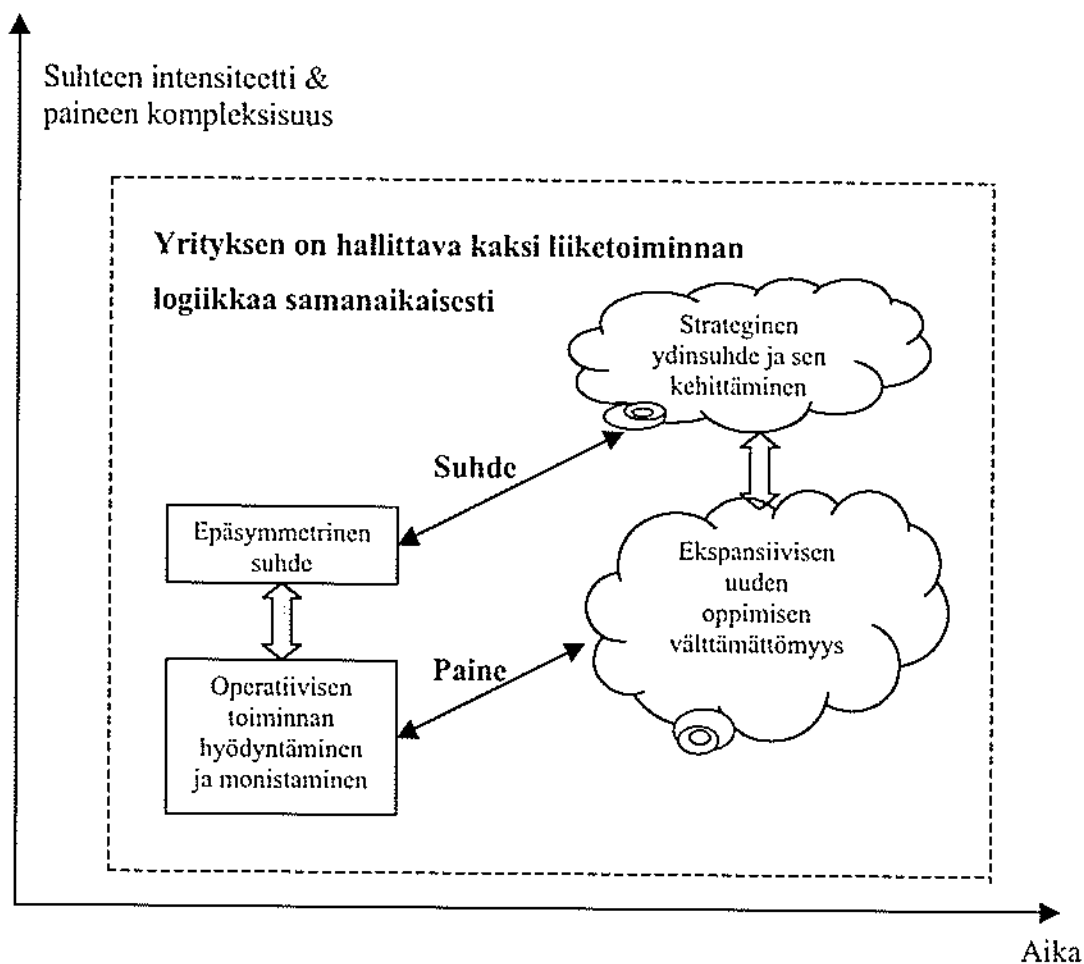 Suhteen intensiteetti &
paineen kompleksisuus
Yrityksen on hallittava kaksi liiketoiminnan
logiikkaa samanaikaisesti
Strateginen
ydinsuhde ja sen
kehittäminen
Suhde
Epäsymmetrinen
suhde
Ekspansiivisen
uuden
oppimisen
välttämättömyys
Paine
Operatiivisen
toiminnan
hyödyntäminen
ja monistaminen
Aika